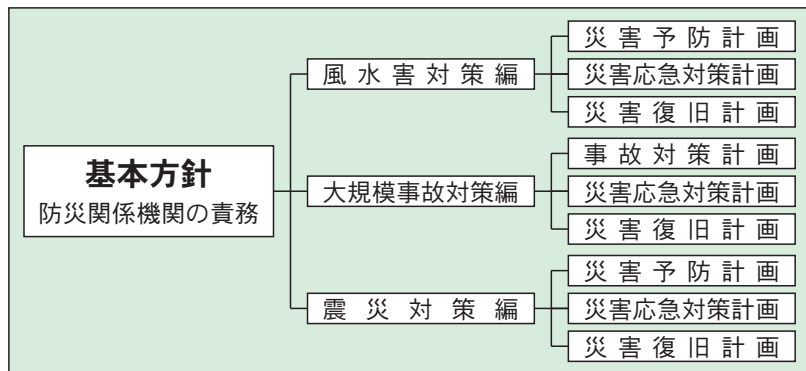 基本方針
防災関係機関の責務
風水害対策編
災害予防計画
災害応急対策計画
災害復旧計画
大規模事故対策編
事故対策計画
災害応急対策計画
災害復旧計画
震災対策編
災害予防計画
災害応急対策計画
災害復旧計画